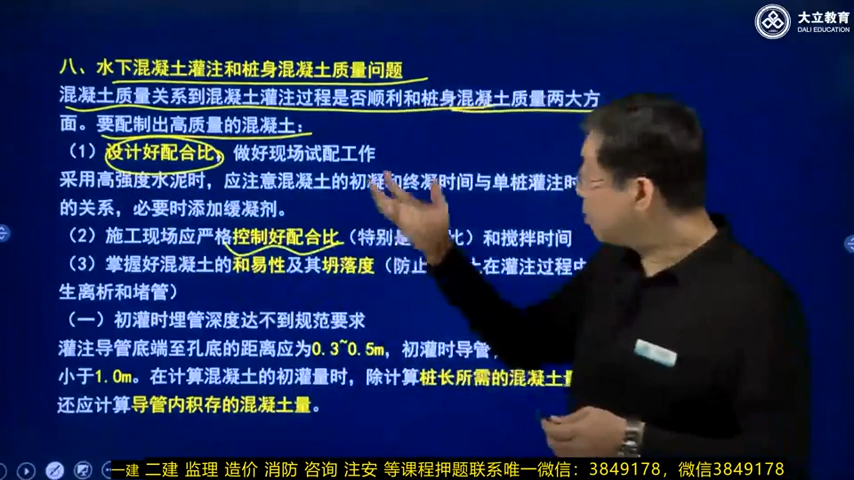 大立教育
DALI EDUCATION
八、水下混凝土灌注和桩身混凝土质量问题
混凝土质量关系到混凝土灌注过程是否顺利和桩身混凝土质量两大方
面。要配制出高质量的混凝土：
（1）设计好配合比，做好现场试配工作
采用高强度水泥时，应注意混凝土的初凝和终凝时间与单桩灌注时
的关系，必要时添加缓凝剂。
（2）施工现场应严格控制好配合比（特别是 比）和搅拌时间
（3）掌握好混凝土的和易性及其坍落度（防止 土在灌注过程中
生离析和堵管）
（一）初灌时埋管深度达不到规范要求
灌注导管底端至孔底的距离应为0.3~0.5m，初灌时导管
小于1.0m。在计算混凝土的初灌量时，除计算桩长所需的混凝土量
还应计算导管内积存的混凝土量。
一建 二建 监理 造价 消防 咨询 注安 等课程押题联系唯一微信：3849178，微信3849178